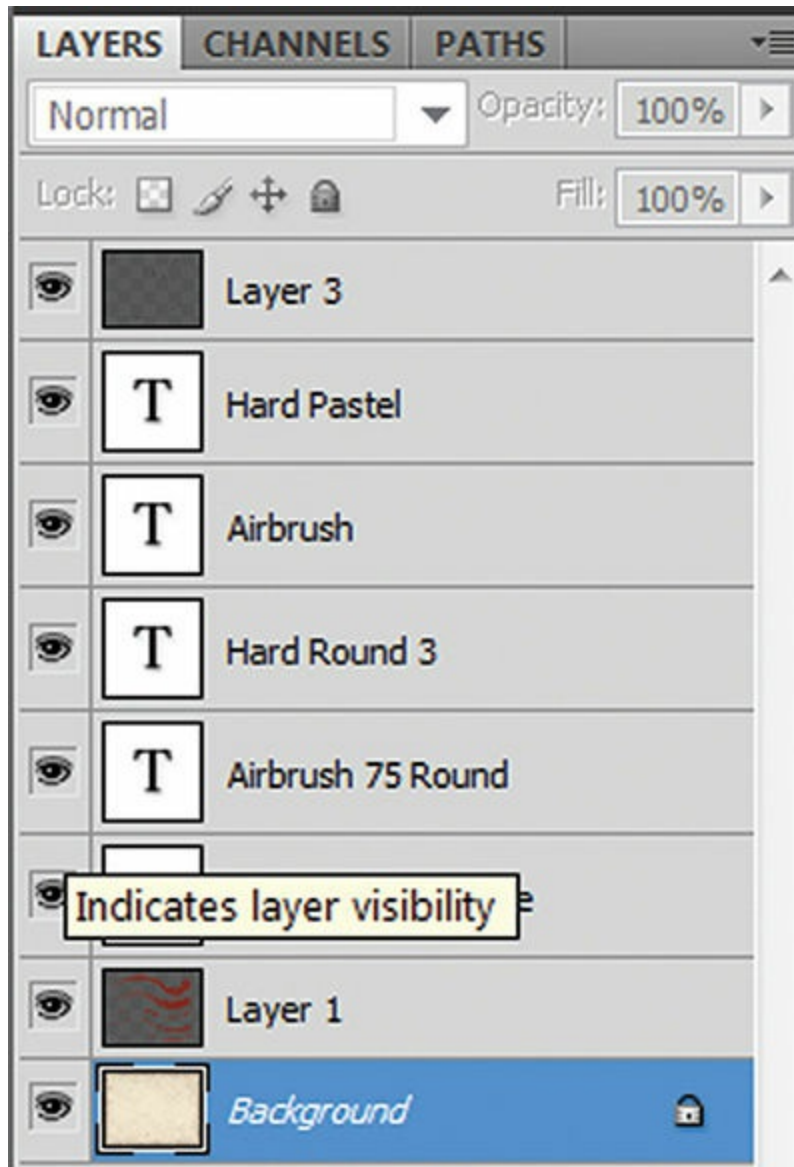 LAYERS CHANNELS PATHS
Normal Opacity: 100%
Lock: Fill: 100%
Layer 3
T Hard Pastel
T Airbrush
T Hard Round 3
T Airbrush 75 Round
Indicates layer visibility
Layer 1
Background